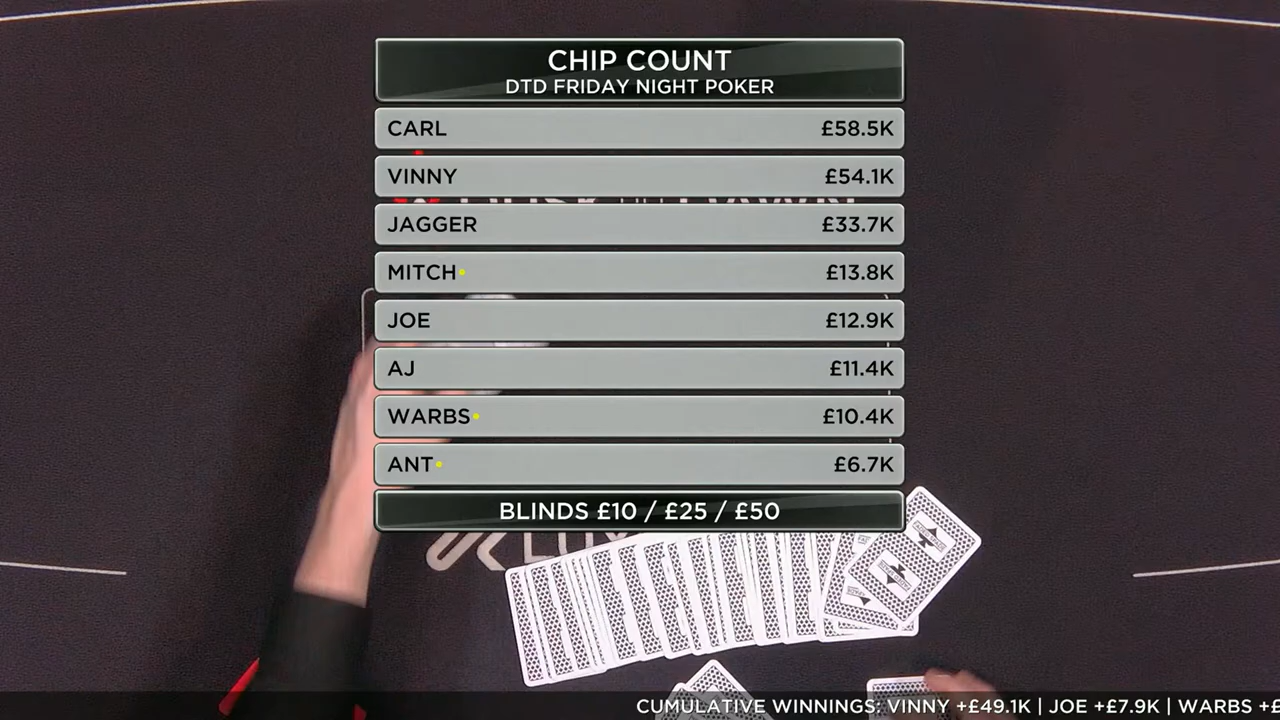 CHIP COUNT
DTD FRIDAY NIGHT POKER
CARL £58.5K
VINNY £54.1K
JAGGER £33.7K
MITCH• £13.8K
JOE £12.9K
AJ £11.4K
WARBS• £10.4K
ANT• £6.7K
BLINDS £10 / £25 / £50
CUMULATIVE WINNINGS: VINNY +£49.1K | JOE +£7.9K | WARBS +£